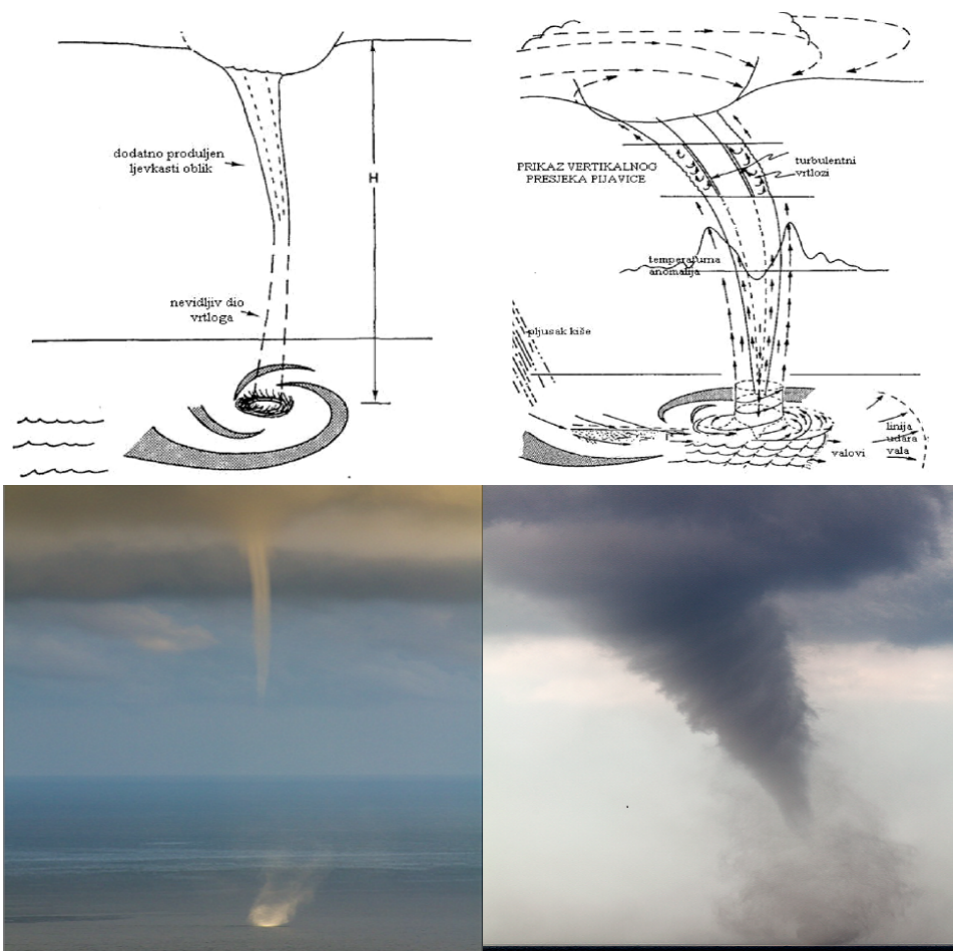 dodatno produljen
ljevkasti oblik
H
nevidljiv dio
vrtloga
PRIKAZ VERTIKALNOG
PRESJEKA PIJAVICE
turbulentni
vrtlozi
temperaturna
anomalija
pljusak kiše
linija
udara
vala
valovi